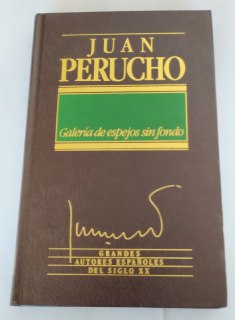 JUAN
PERUCHO
Galería de espejos sin fondo
GRANDES
AUTORES ESPAÑOLES
DEL SIGLO XX